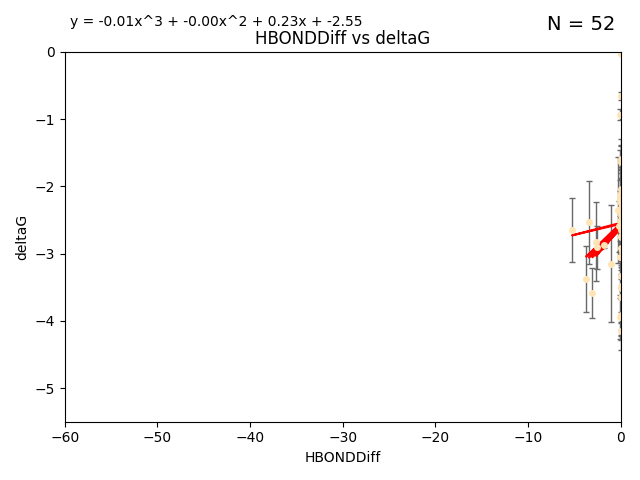 y = -0.01x^3 + -0.00x^2 + 0.23x + -2.55
N = 52
HBONDDiff vs deltaG
0
−1
−2
−3
−4
−5
deltaG
−60 −50 −40 −30 −20 −10 0
HBONDDiff